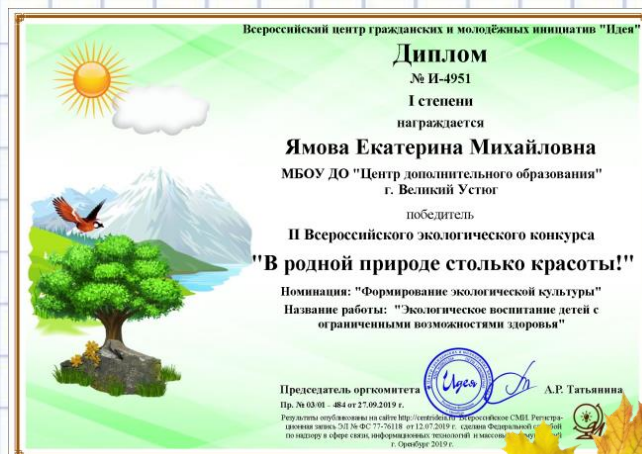 Всероссийский центр гражданских и молодёжных инициатив "Идея"
Диплом
№ И-4951
I степени
награждается
Ямова Екатерина Михайловна
МБОУ ДО "Центр дополнительного образования"
г. Великий Устюг
победитель
II Всероссийского экологического конкурса
"В родной природе столько красоты!"
Номинация: "Формирование экологической культуры"
Название работы: "Экологическое воспитание детей с
ограниченными возможностями здоровья"
Идея
Председатель оргкомитета А.Р. Татьянина
Пр. № 03/01 - 484 от 27.09.2019 г.
Результаты опубликованы на сайте Всероссийское СМИ. Регистра-
ционная запись ЭЛ № ФС 77-76118 от 12.07.2019 г. сделана Федеральной службой
по надзору в сфере связи, информационных технологий и массовых
г. Оренбург 2019 г.